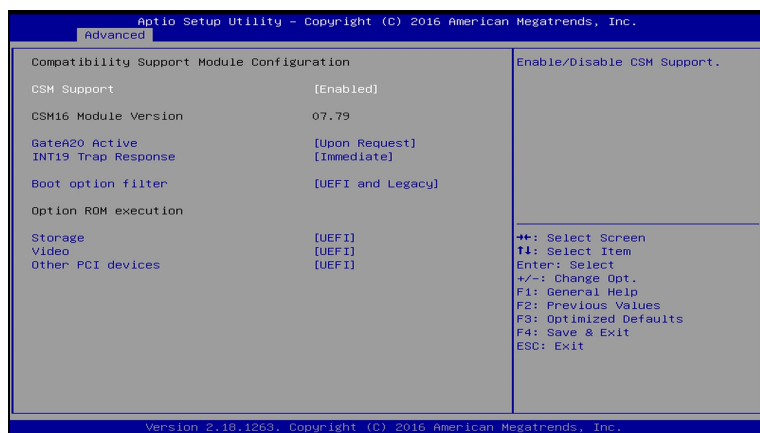 Aptio Setup Utility – Copyright (C) 2016 American Megatrends, Inc.
Advanced
Compatibility Support Module Configuration
Enable/Disable CSM Support.
CSM Support [Enabled]
CSM16 Module Version 07.79
GateA20 Active [Upon Request]
INT19 Trap Response [Immediate]
Boot option filter [UEFI and Legacy]
Option ROM execution
Storage [UEFI]
Video [UEFI]
Other PCI devices [UEFI]
→←: Select Screen
↑↓: Select Item
Enter: Select
+/-: Change Opt.
F1: General Help
F2: Previous Values
F3: Optimized Defaults
F4: Save & Exit
ESC: Exit
Version 2.18.1263. Copyright (C) 2016 American Megatrends, Inc.